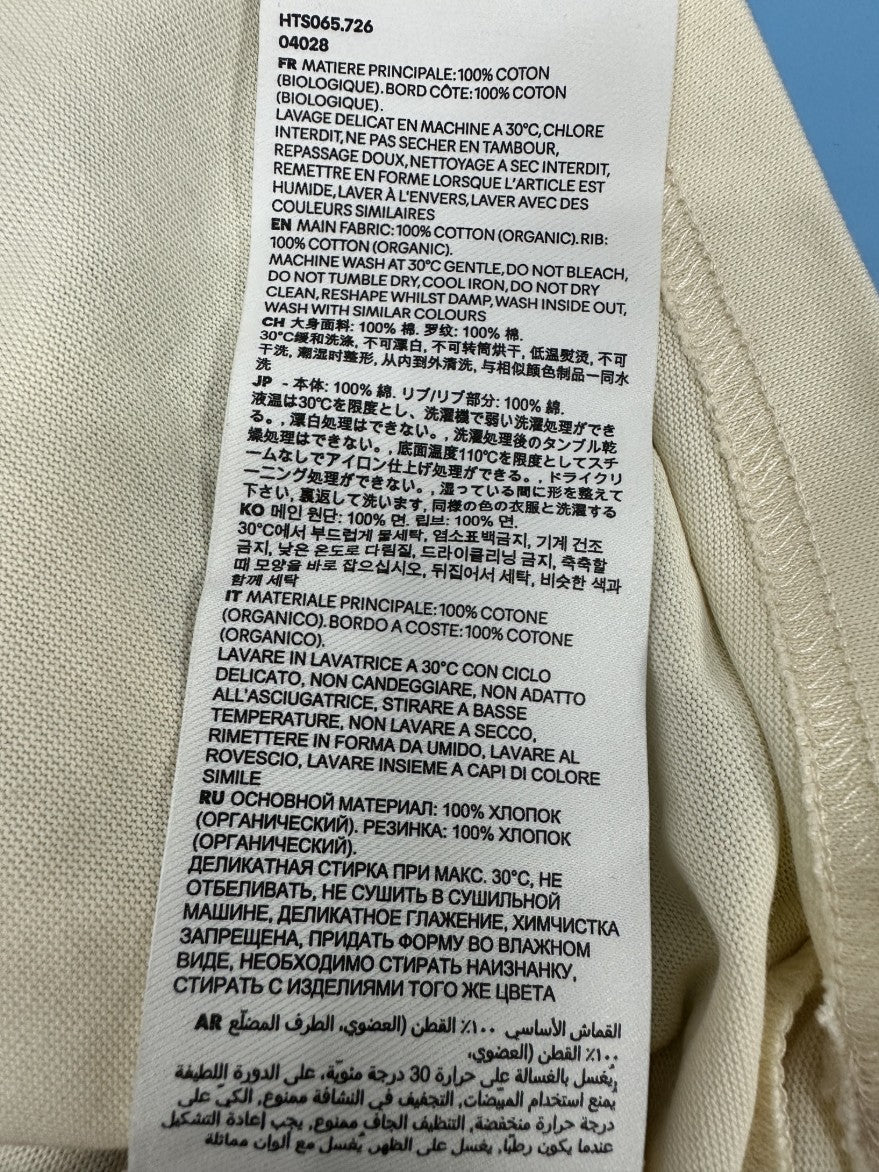 HTS065.726
04028
FR MATIERE PRINCIPALE:100% COTON
(BIOLOGIQUE).BORD CÔTE:100% COTON
(BIOLOGIQUE).
LAVAGE DELICAT EN MACHINE A 30°C,CHLORE
INTERDIT,NE PAS SECHER EN TAMBOUR,
REPASSAGE DOUX,NETTOYAGE A SEC INTERDIT,
REMETTRE EN FORME LORSQUE L'ARTICLE EST
HUMIDE,LAVER À L'ENVERS,LAVER AVEC DES
COULEURS SIMILAIRES
EN MAIN FABRIC:100% COTTON (ORGANIC).RIB:
100% COTTON (ORGANIC).
MACHINE WASH AT 30°C GENTLE,DO NOT BLEACH,
DO NOT TUMBLE DRY,COOL IRON,DO NOT DRY
CLEAN,RESHAPE WHILST DAMP,WASH INSIDE OUT,
WASH WITH SIMILAR COLOURS
CH 大身面料: 100% 棉. 罗纹: 100% 棉.
30°C缓和洗涤, 不可漂白, 不可转筒烘干, 低温熨烫, 不可
干洗, 潮湿时整形, 从内到外清洗, 与相似颜色制品一同水
洗
JP - 本体: 100% 綿. リブ/リブ部分: 100% 綿.
液温は30℃を限度とし、洗濯機で弱い洗濯処理ができ
る。, 漂白処理はできない。, 洗濯処理後のタンブル乾
燥処理はできない。, 底面温度110℃を限度としてスチ
ームなしでアイロン仕上げ処理ができる。, ドライクリ
ーニング処理ができない。, 湿っている間に形を整えて
下さい, 裏返して洗います, 同様の色の衣服と洗濯する
KO 메인 원단: 100% 면. 립브: 100% 면.
30°C에서 부드럽게 물세탁, 염소표백금지, 기계 건조
금지, 낮은 온도로 다림질, 드라이클리닝 금지, 축축할
때 모양을 바로 잡으십시오, 뒤집어서 세탁, 비슷한 색과
함께 세탁
IT MATERIALE PRINCIPALE:100% COTONE
(ORGANICO).BORDO A COSTE:100% COTONE
(ORGANICO).
LAVARE IN LAVATRICE A 30°C CON CICLO
DELICATO, NON CANDEGGIARE, NON ADATTO
ALL'ASCIUGATRICE, STIRARE A BASSE
TEMPERATURE, NON LAVARE A SECCO,
RIMETTERE IN FORMA DA UMIDO, LAVARE AL
ROVESCIO, LAVARE INSIEME A CAPI DI COLORE
SIMILE
RU ОСНОВНОЙ МАТЕРИАЛ: 100% ХЛОПОК
(ОРГАНИЧЕСКИЙ). РЕЗИНКА: 100% ХЛОПОК
(ОРГАНИЧЕСКИЙ).
ДЕЛИКАТНАЯ СТИРКА ПРИ МАКС. 30°С, НЕ
ОТБЕЛИВАТЬ, НЕ СУШИТЬ В СУШИЛЬНОЙ
МАШИНЕ, ДЕЛИКАТНОЕ ГЛАЖЕНИЕ, ХИМЧИСТКА
ЗАПРЕЩЕНА, ПРИДАТЬ ФОРМУ ВО ВЛАЖНОМ
ВИДЕ, НЕОБХОДИМО СТИРАТЬ НАИЗНАНКУ,
СТИРАТЬ С ИЗДЕЛИЯМИ ТОГО ЖЕ ЦВЕТА
القماش الأساسي ١٠٠٪ القطن (العضوي، الطرف المضلّع AR
١٠٠٪ القطن (العضوي،
يُغسل بالغسالة على حرارة 30 درجة مئويّة، على الدورة اللطيفة
يمنع استخدام المبيّضات، التجفيف في النشافة ممنوع، الكيّ على
درجة حرارة منخفضة, التنظيف الجاف ممنوع, يجب إعادة التشكيل
عندما يكون رطبًا, يغسل على الظهر, يُغسل مع ألوان مماثلة